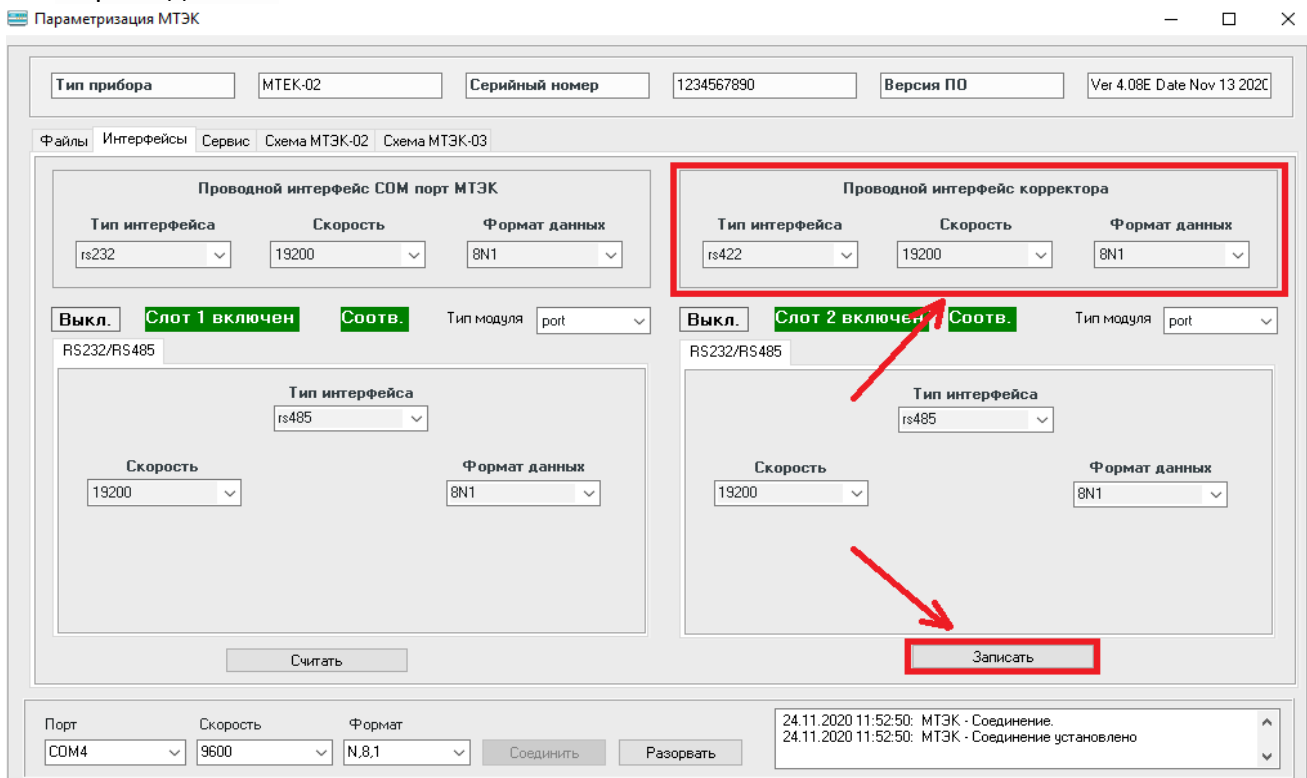 Параметризация МТЭК
Тип прибора МТЕК-02 Серийный номер 1234567890 Версия ПО Ver 4.08E Date Nov 13 202
Файлы Интерфейсы Сервис Схема МТЭК-02 Схема МТЭК-03
Проводной интерфейс COM порт МТЭК
Тип интерфейса Скорость Формат данных
rs232 19200 8N1
Проводной интерфейс корректора
Тип интерфейса Скорость Формат данных
rs422 19200 8N1
Выкл. Слот 1 включен Соотв. Тип модуля port
RS232/RS485
Тип интерфейса
rs485
Скорость Формат данных
19200 8N1
Считать
Выкл. Слот 2 включен Соотв. Тип модуля port
RS232/RS485
Тип интерфейса
rs485
Скорость Формат данных
19200 8N1
Записать
Порт Скорость Формат
COM4 9600 N,8,1 Соединить Разорвать
24.11.2020 11:52:50: МТЭК - Соединение.
24.11.2020 11:52:50: МТЭК - Соединение установлено